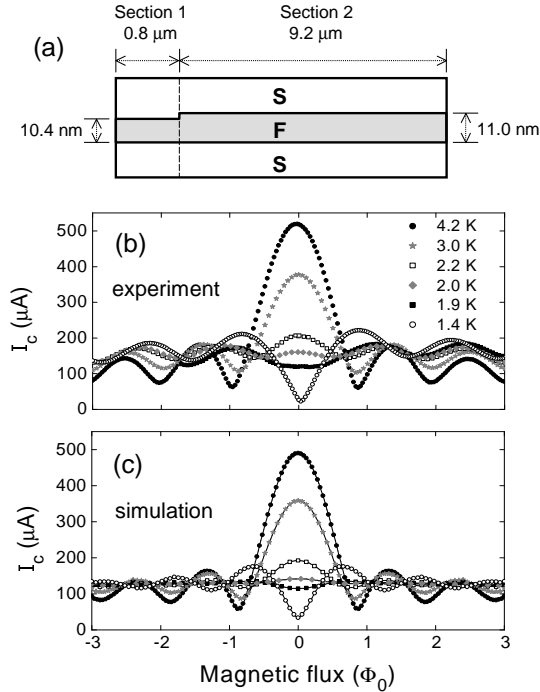 Section 1 Section 2
0.8 μm 9.2 μm
(a)
S
10.4 nm F 11.0 nm
S
(b)
experiment
4.2 K
3.0 K
2.2 K
2.0 K
1.9 K
1.4 K
500
400
300
200
100
0
I_c (μA)
(c)
simulation
500
400
300
200
100
0
I_c (μA)
-3 -2 -1 0 1 2 3
Magnetic flux (Φ_0)